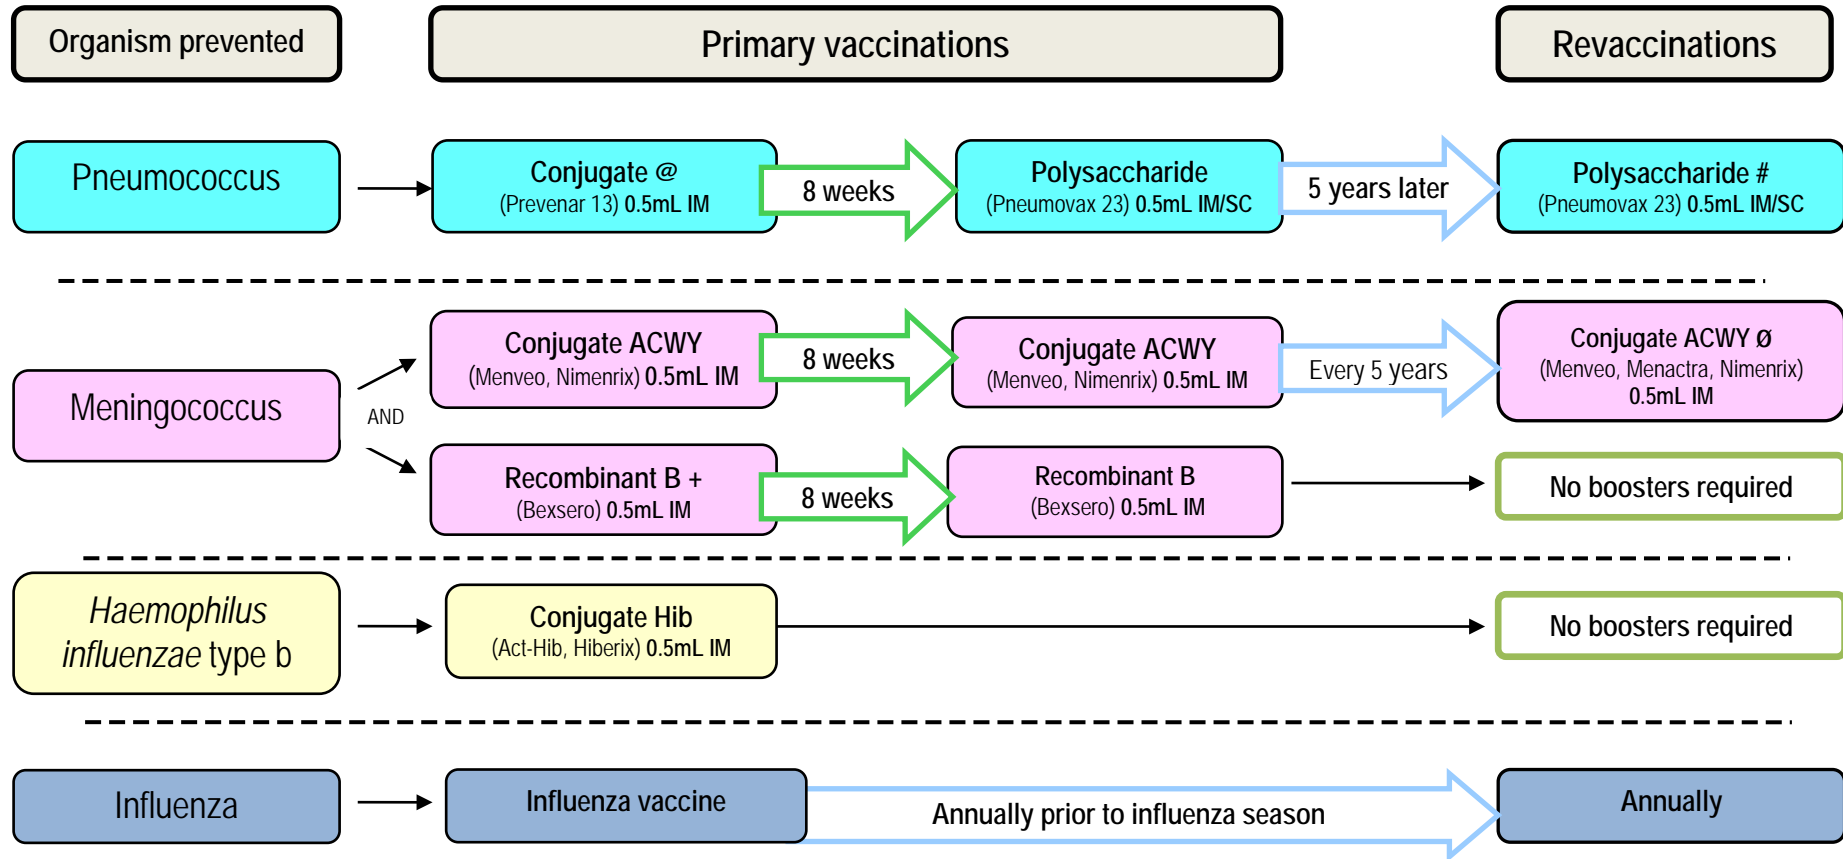 Organism prevented
Primary vaccinations
Revaccinations
Pneumococcus
Conjugate @
(Prevenar 13) 0.5mL IM
8 weeks
Polysaccharide
(Pneumovax 23) 0.5mL IM/SC
5 years later
Polysaccharide #
(Pneumovax 23) 0.5mL IM/SC
Meningococcus
AND
Conjugate ACWY
(Menveo, Nimenrix) 0.5mL IM
8 weeks
Conjugate ACWY
(Menveo, Nimenrix) 0.5mL IM
Every 5 years
Conjugate ACWY Ø
(Menveo, Menactra, Nimenrix)
0.5mL IM
Recombinant B +
(Bexsero) 0.5mL IM
8 weeks
Recombinant B
(Bexsero) 0.5mL IM
No boosters required
Haemophilus
influenzae type b
Conjugate Hib
(Act-Hib, Hiberix) 0.5mL IM
No boosters required
Influenza
Influenza vaccine
Annually prior to influenza season
Annually